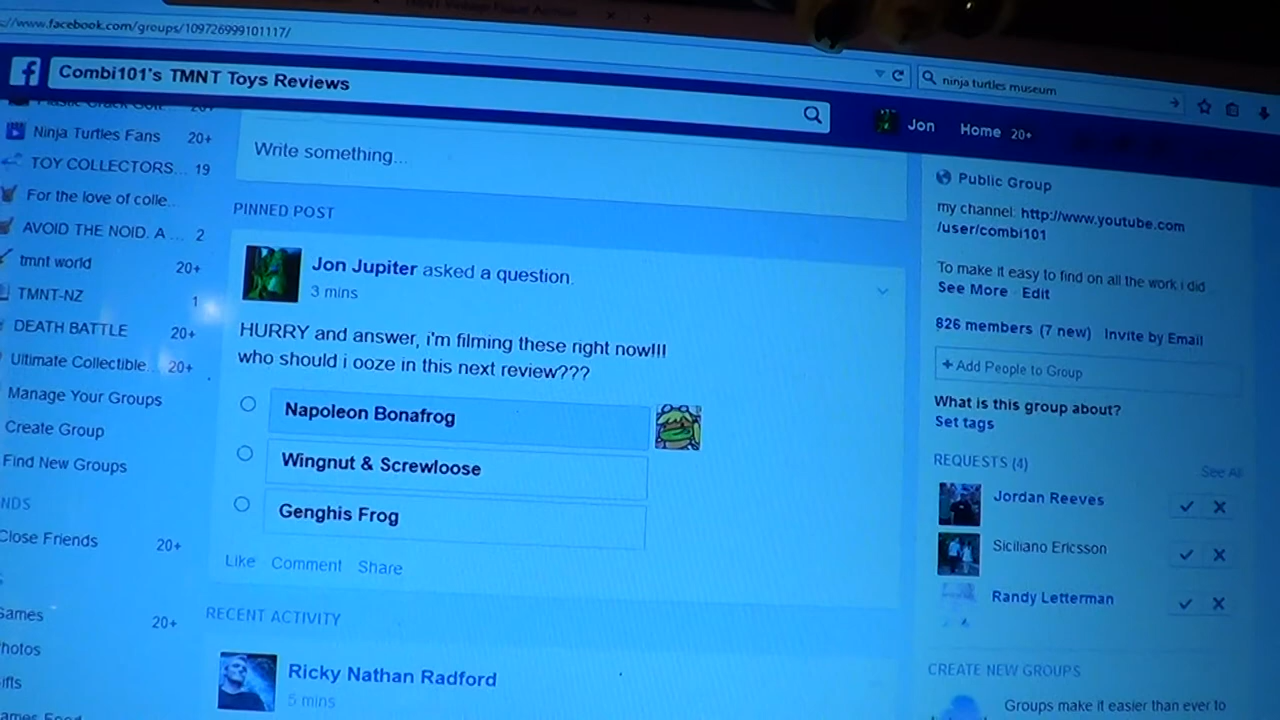 ://www.facebook.com/groups/109726999101117/
ninja turtles museum
Combi101's TMNT Toys Reviews
Jon
Home 20+
20+
Ninja Turtles Fans 20+
TOY COLLECTORS... 19
For the love of colle...
AVOID THE NOID. A ... 2
tmnt world 20+
TMNT-NZ 1
DEATH BATTLE 20+
Ultimate Collectible... 20+
Manage Your Groups
Create Group
Find New Groups
NDS
Close Friends 20+
Games 20+
hotos
ifts
Write something...
PINNED POST
Jon Jupiter asked a question.
3 mins
HURRY and answer, i'm filming these right now!!!
who should i ooze in this next review???
Napoleon Bonafrog
Wingnut & Screwloose
Genghis Frog
Like Comment Share
RECENT ACTIVITY
Ricky Nathan Radford
5 mins
Public Group
my channel: http://www.youtube.com
/user/combi101
To make it easy to find on all the work i did
See More · Edit
826 members (7 new) Invite by Email
+ Add People to Group
What is this group about?
Set tags
REQUESTS (4) See All
Jordan Reeves
Siciliano Ericsson
Randy Letterman
CREATE NEW GROUPS
Groups make it easier than ever to